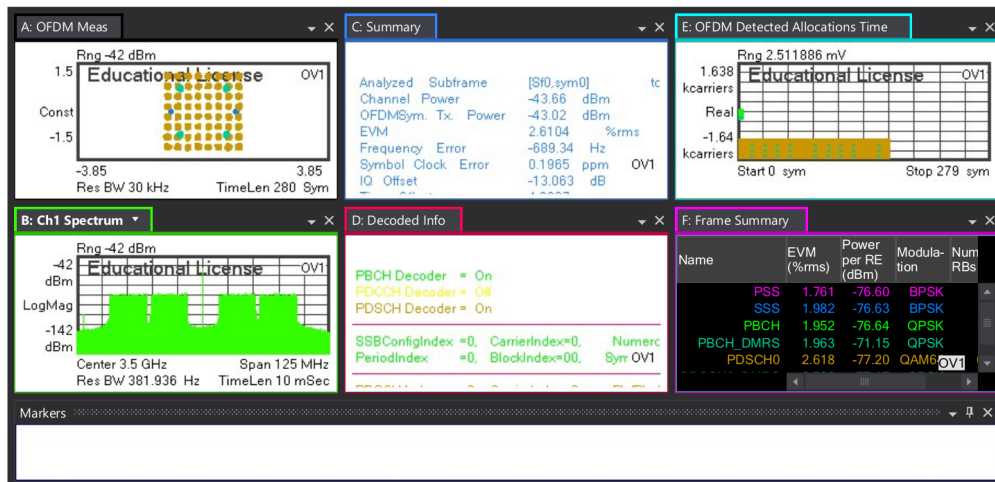 A: OFDM Meas
Rng -42 dBm
1.5
Educational License
OV1
Const
-1.5
-3.85
3.85
Res BW 30 kHz
TimeLen 280 Sym
C: Summary
Analyzed Subframe [Sf0,sym0] to
Channel Power -43.66 dBm
OFDMSym. Tx. Power -43.02 dBm
EVM 2.6104 %rms
Frequency Error -689.34 Hz
Symbol Clock Error 0.1965 ppm OV1
IQ Offset -13.063 dB
E: OFDM Detected Allocations Time
Rng 2.511886 mV
1.638
kcarriers
Educational License
OV1
Real
-1.64
kcarriers
Start 0 sym
Stop 279 sym
B: Ch1 Spectrum
Rng -42 dBm
-42
dBm
Educational License
OV1
LogMag
-142
dBm
Center 3.5 GHz
Span 125 MHz
Res BW 381.936 Hz
TimeLen 10 mSec
D: Decoded Info
PBCH Decoder = On
PDCCH Decoder = Off
PDSCH Decoder = On
SSBConfigIndex =0, CarrierIndex=0, Numerc
PeriodIndex =0, BlockIndex=00, Sym OV1
F: Frame Summary
Name EVM (%rms) Power per RE (dBm) Modula- tion Num RBs
PSS 1.761 -76.60 BPSK
SSS 1.982 -76.63 BPSK
PBCH 1.952 -76.64 QPSK
PBCH_DMRS 1.963 -71.15 QPSK
PDSCH0 2.618 -77.20 QAM6 OV1
Markers